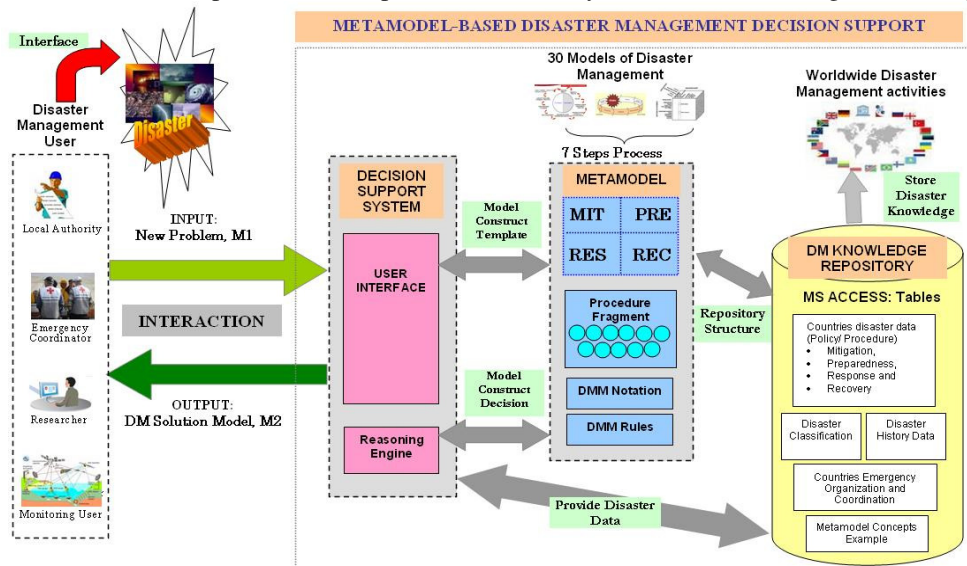 METAMODEL-BASED DISASTER MANAGEMENT DECISION SUPPORT
Interface
Disaster
Disaster
Management
User
Local Authority
Emergency
Coordinator
Researcher
Monitoring User
INPUT:
New Problem, M1
INTERACTION
OUTPUT:
DM Solution Model, M2
DECISION
SUPPORT
SYSTEM
USER
INTERFACE
Reasoning
Engine
Model
Construct
Template
Model
Construct
Decision
30 Models of Disaster
Management
7 Steps Process
METAMODEL
MIT PRE
RES REC
Procedure
Fragment
DMM Notation
DMM Rules
Provide Disaster
Data
Repository
Structure
Worldwide Disaster
Management activities
Store
Disaster
Knowledge
DM KNOWLEDGE
REPOSITORY
MS ACCESS: Tables
Countries disaster data
(Policy/ Procedure)
• Mitigation,
• Preparedness,
• Response and
• Recovery
Disaster
Classification
Disaster
History Data
Countries Emergency
Organization and
Coordination
Metamodel Concepts
Example